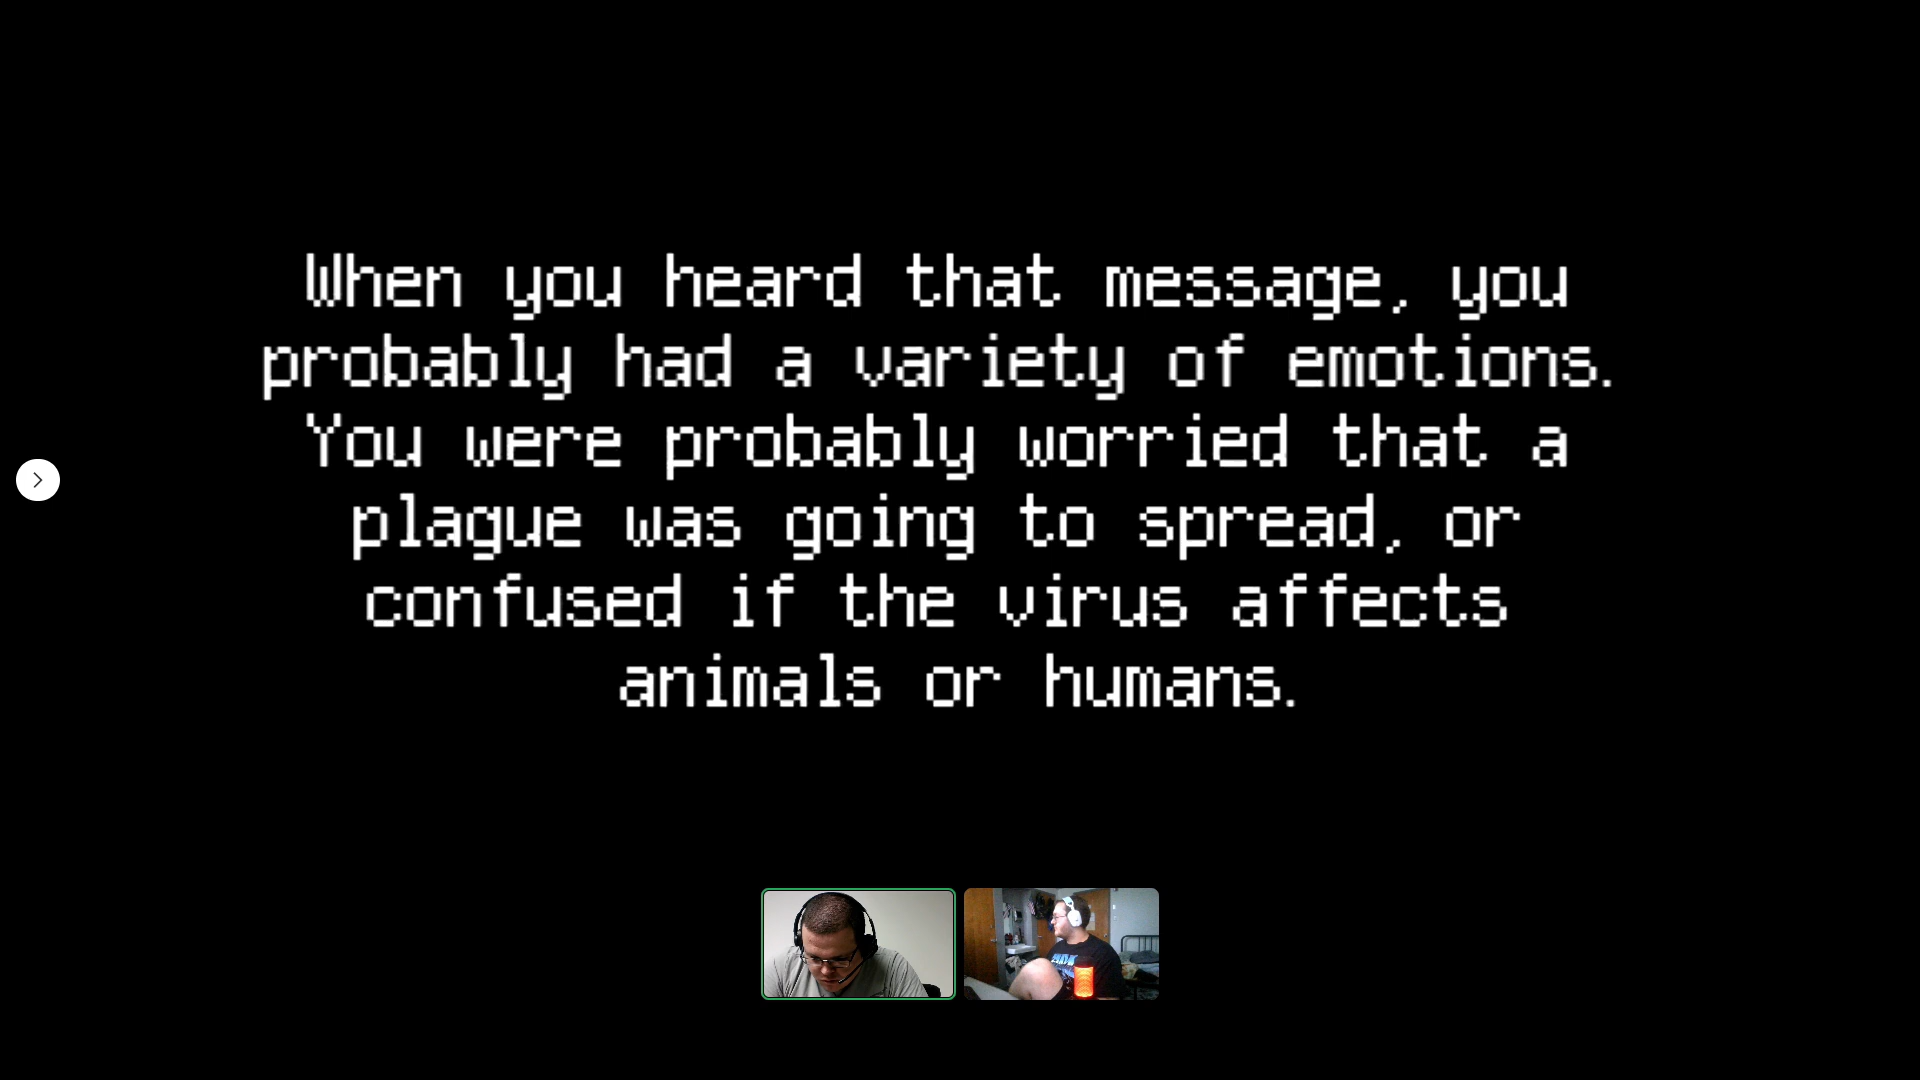 When you heard that message, you
probably had a variety of emotions.
You were probably worried that a
plague was going to spread, or
confused if the virus affects
animals or humans.